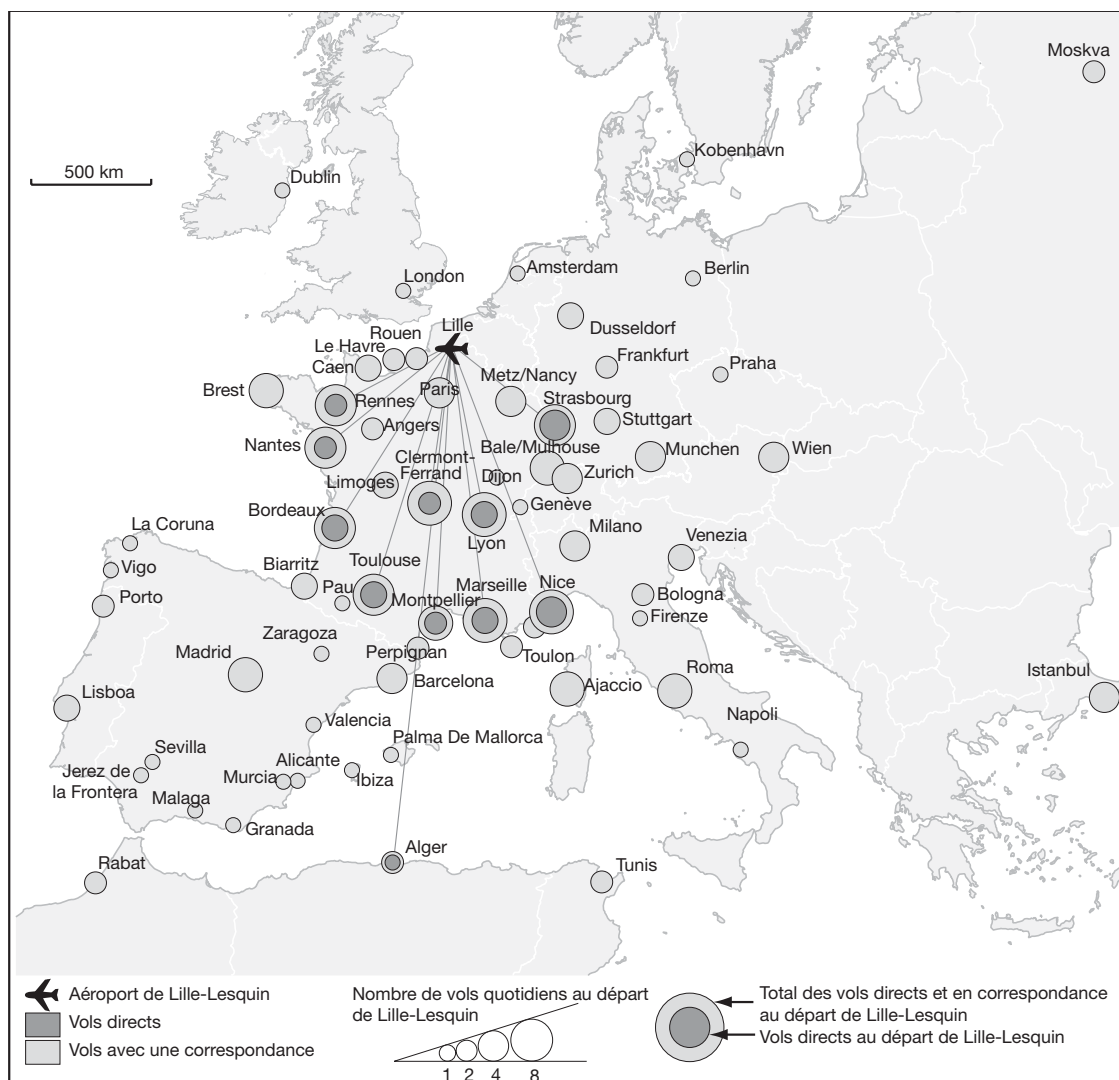 Moskva
Kobenhavn
500 km
Dublin
Amsterdam
Berlin
London
Lille
Rouen
Le Havre
Caen
Dusseldorf
Frankfurt
Praha
Metz/Nancy
Brest
Paris
Rennes
Strasbourg
Angers
Stuttgart
Nantes
Bale/Mulhouse
Munchen
Wien
Clermont-
Ferrand
Dijon
Zurich
Limoges
Genève
Bordeaux
La Coruna
Lyon
Milano
Venezia
Vigo
Biarritz
Toulouse
Pau
Marseille
Nice
Porto
Montpellier
Bologna
Firenze
Zaragoza
Madrid
Perpignan
Toulon
Barcelona
Ajaccio
Roma
Istanbul
Lisboa
Valencia
Napoli
Palma De Mallorca
Sevilla
Alicante
Jerez de
la Frontera
Murcia
Ibiza
Malaga
Granada
Alger
Rabat
Tunis
Aéroport de Lille-Lesquin
Vols directs
Vols avec une correspondance
Nombre de vols quotidiens au départ
de Lille-Lesquin
1 2 4 8
Total des vols directs et en correspondance
au départ de Lille-Lesquin
Vols directs au départ de Lille-Lesquin